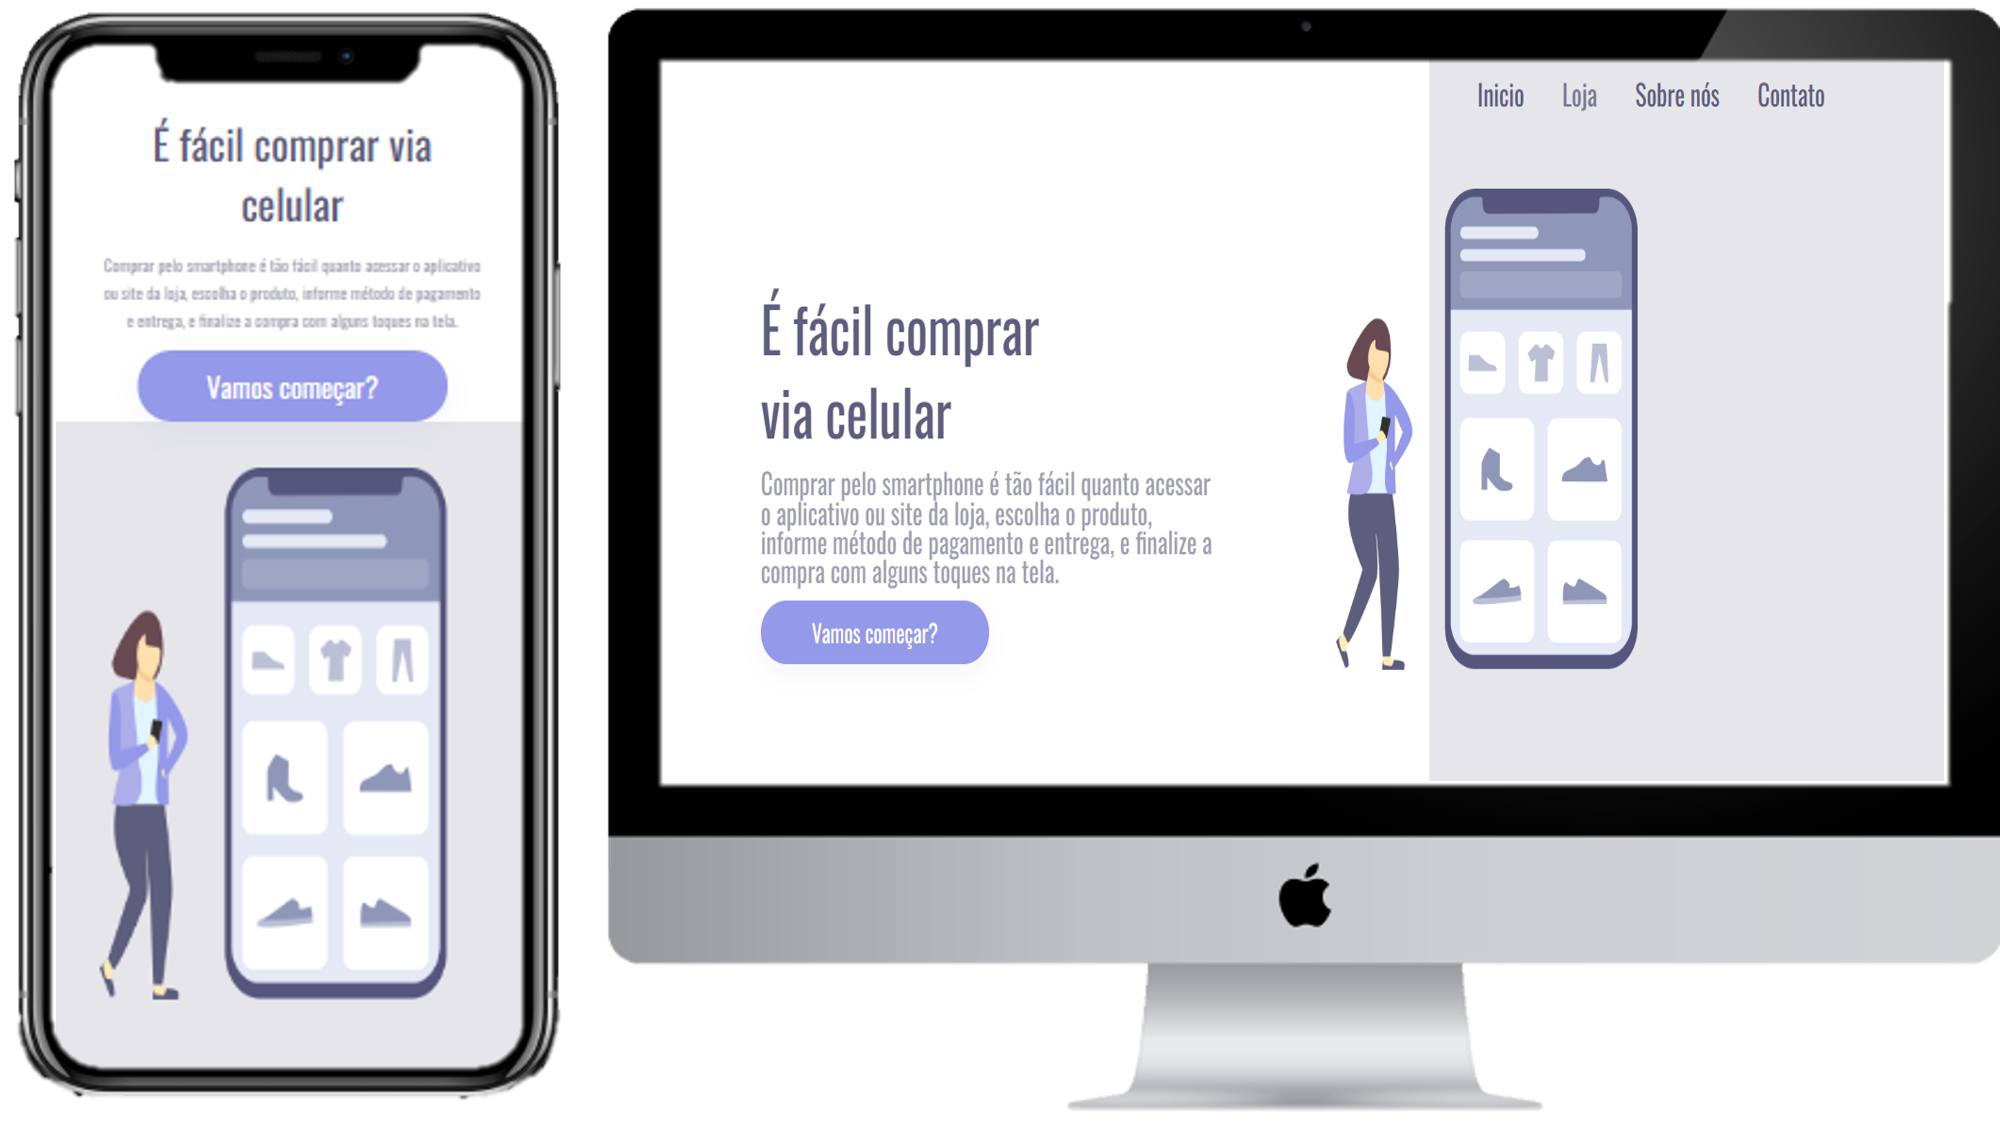 É fácil comprar via
celular
Comprar pelo smartphone é tão fácil quanto acessar o aplicativo
ou site da loja, escolha o produto, informe método de pagamento
e entrega, e finalize a compra com alguns toques na tela.
Vamos começar?
Inicio Loja Sobre nós Contato
É fácil comprar
via celular
Comprar pelo smartphone é tão fácil quanto acessar
o aplicativo ou site da loja, escolha o produto,
informe método de pagamento e entrega, e finalize a
compra com alguns toques na tela.
Vamos começar?